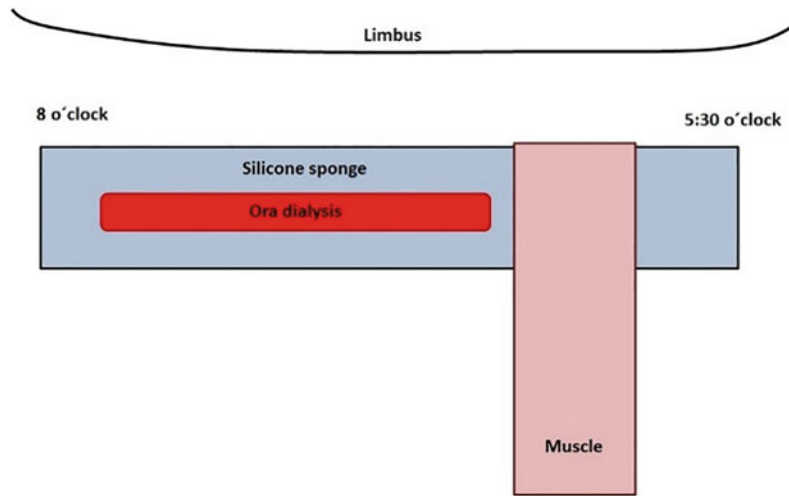 Limbus
8 o´clock
5:30 o´clock
Silicone sponge
Ora dialysis
Muscle